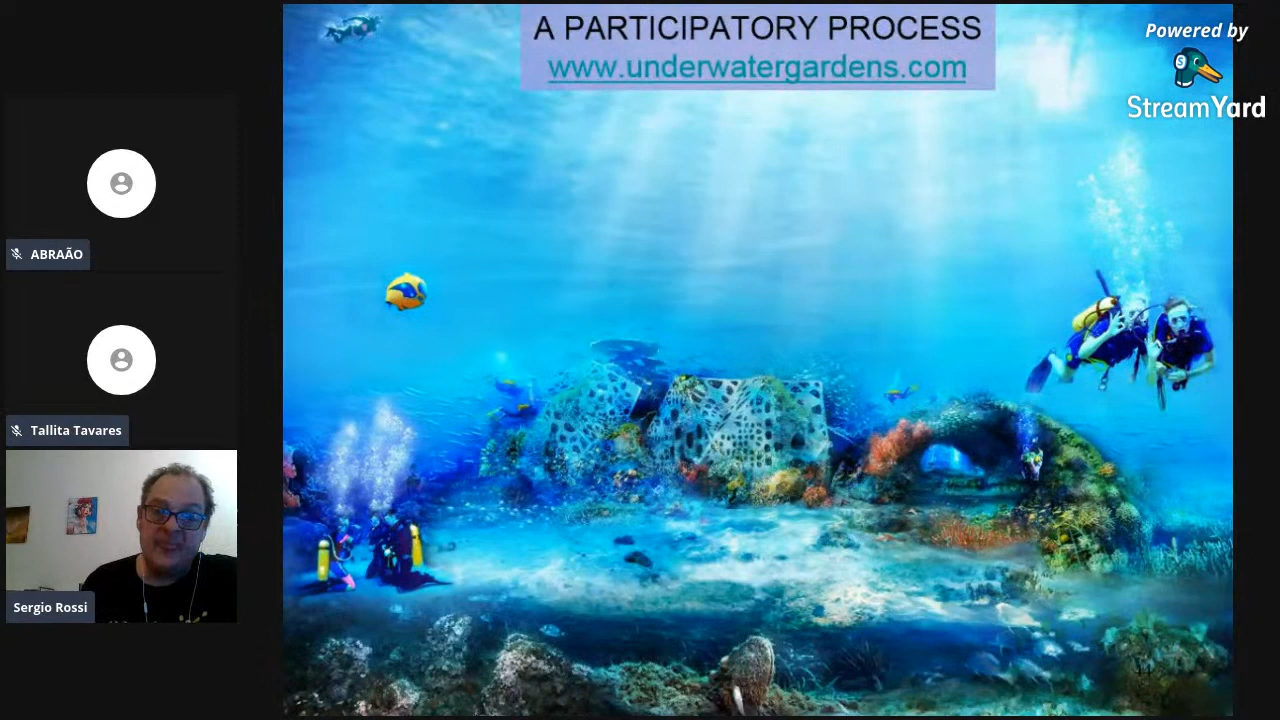 A PARTICIPATORY PROCESS
www.underwatergardens.com
Powered by
StreamYard
ABRAÃO
Tallita Tavares
Sergio Rossi